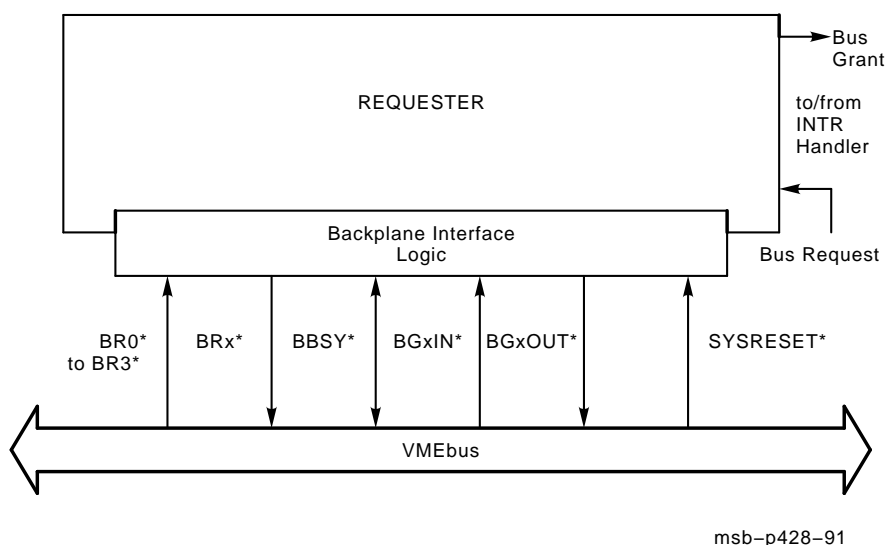 Bus
Grant
REQUESTER
to/from
INTR
Handler
Backplane Interface
Logic
Bus Request
BR0*
to BR3*
BRx*
BBSY*
BGxIN*
BGxOUT*
SYSRESET*
VMEbus
msb–p428–91